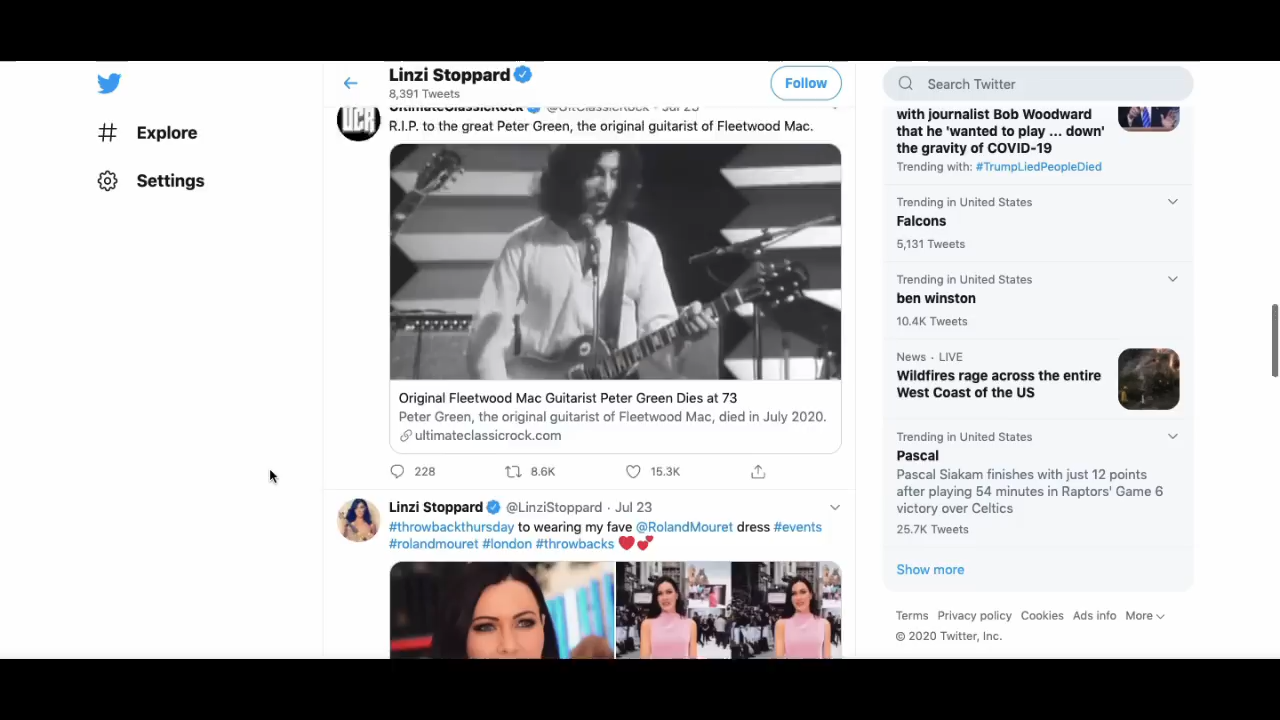 Explore
Settings
Linzi Stoppard
8,391 Tweets
Follow
UltimateClassicRock @UltClassicRock · Jul 25
UCR
R.I.P. to the great Peter Green, the original guitarist of Fleetwood Mac.
Original Fleetwood Mac Guitarist Peter Green Dies at 73
Peter Green, the original guitarist of Fleetwood Mac, died in July 2020.
ultimateclassicrock.com
228 8.6K 15.3K
Linzi Stoppard @LinziStoppard · Jul 23
#throwbackthursday to wearing my fave @RolandMouret dress #events
#rolandmouret #london #throwbacks
Search Twitter
with journalist Bob Woodward
that he 'wanted to play ... down'
the gravity of COVID-19
Trending with: #TrumpLiedPeopleDied
Trending in United States
Falcons
5,131 Tweets
Trending in United States
ben winston
10.4K Tweets
News · LIVE
Wildfires rage across the entire
West Coast of the US
Trending in United States
Pascal
Pascal Siakam finishes with just 12 points
after playing 54 minutes in Raptors' Game 6
victory over Celtics
25.7K Tweets
Show more
Terms Privacy policy Cookies Ads info More
© 2020 Twitter, Inc.